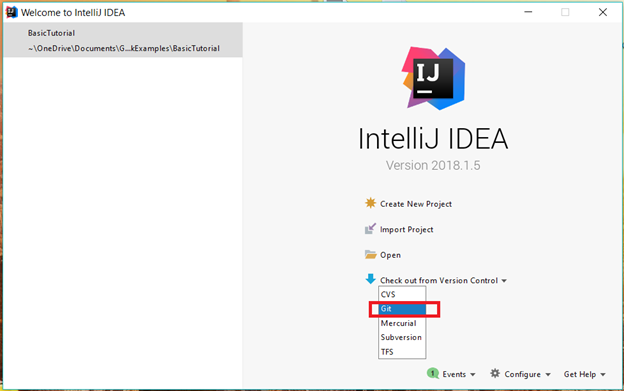 Welcome to IntelliJ IDEA
BasicTutorial
~\OneDrive\Documents\G...kExamples\BasicTutorial
IJ
IntelliJ IDEA
Version 2018.1.5
Create New Project
Import Project
Open
Check out from Version Control
CVS
Git
Mercurial
Subversion
TFS
1 Events Configure Get Help